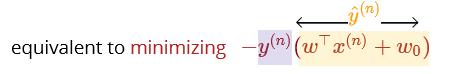 ŷ⁽ⁿ⁾
equivalent to minimizing −y⁽ⁿ⁾(w⊤x⁽ⁿ⁾ + w₀)